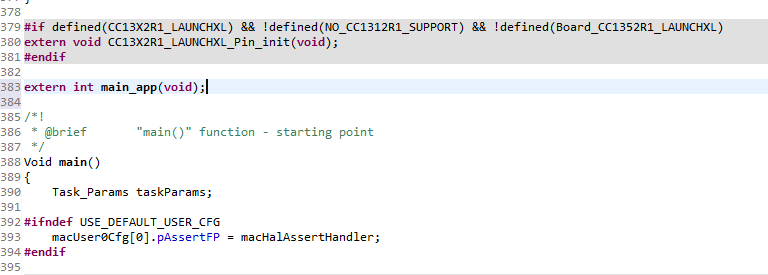 378
379 #if defined(CC13X2R1_LAUNCHXL) && !defined(NO_CC1312R1_SUPPORT) && !defined(Board_CC1352R1_LAUNCHXL)
380 extern void CC13X2R1_LAUNCHXL_Pin_init(void);
381 #endif
382
383 extern int main_app(void);
384
385 /*!
386  * @brief       "main()" function - starting point
387  */
388 Void main()
389 {
390     Task_Params taskParams;
391
392 #ifndef USE_DEFAULT_USER_CFG
393     macUser0Cfg[0].pAssertFP = macHalAssertHandler;
394 #endif
395